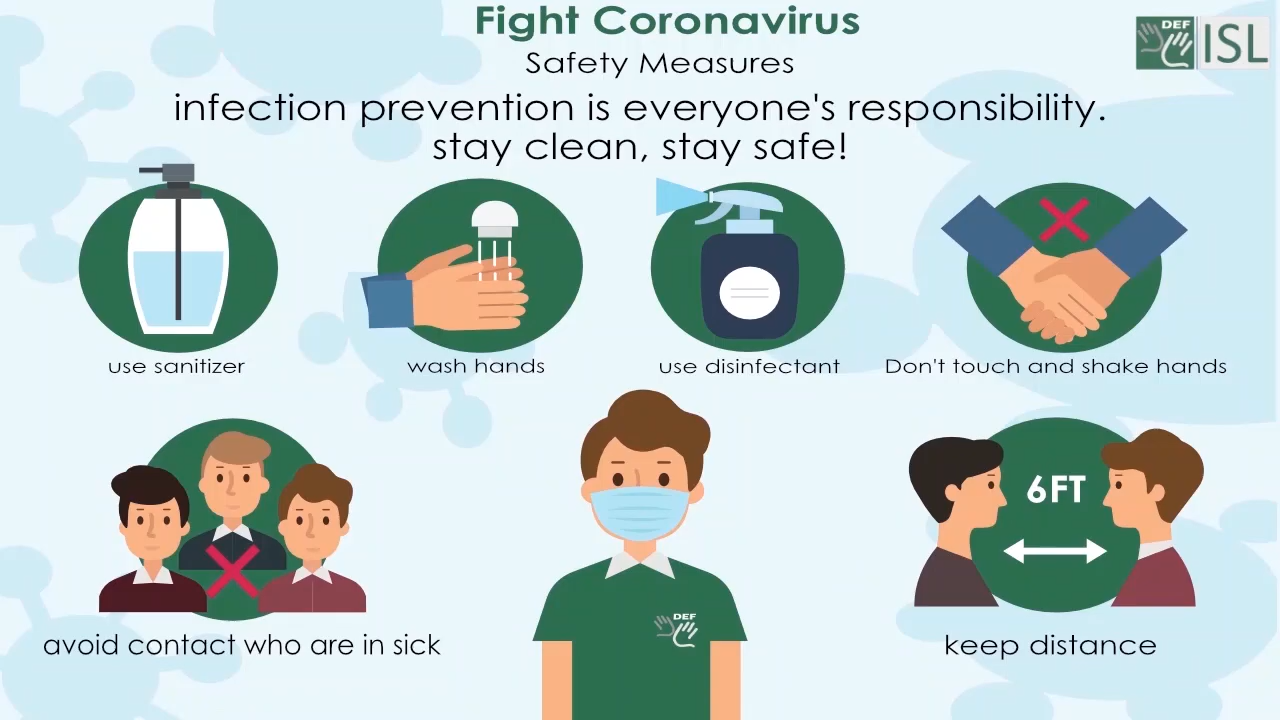 Fight Coronavirus
DEF
ISL
Safety Measures
infection prevention is everyone's responsibility.
stay clean, stay safe!
use sanitizer
wash hands
use disinfectant
Don't touch and shake hands
6FT
DEF
avoid contact who are in sick
keep distance